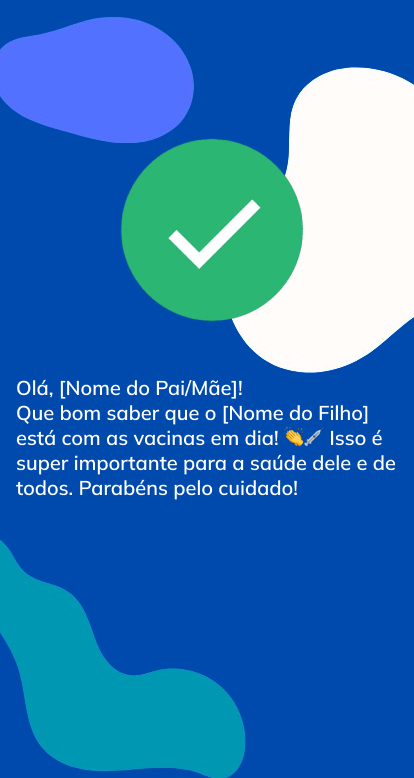 Olá, [Nome do Pai/Mãe]!
Que bom saber que o [Nome do Filho]
está com as vacinas em dia! 👏💉 Isso é
super importante para a saúde dele e de
todos. Parabéns pelo cuidado!